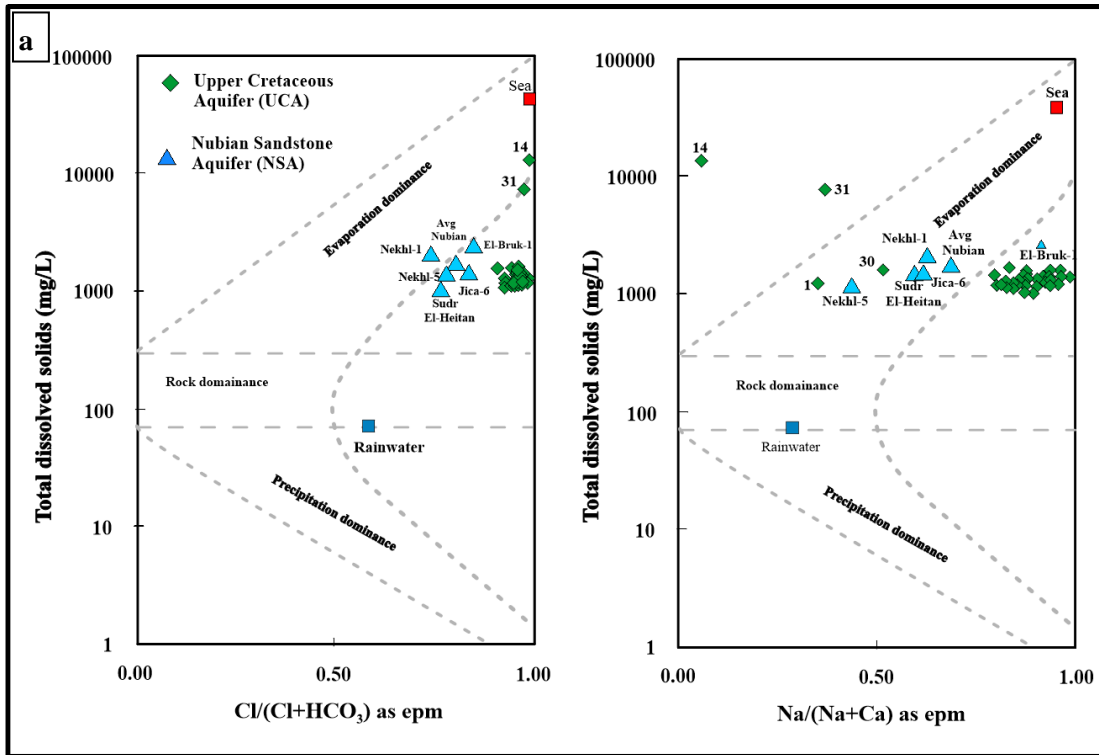 a
100000
10000
1000
100
10
1
Total dissolved solids (mg/L)
Upper Cretaceous
Aquifer (UCA)
Nubian Sandstone
Aquifer (NSA)
Sea
14
31
Evaporation dominance
Avg
Nubian
Nekhl-1
El-Bruk-1
Nekhl-5
Jica-6
Sudr
El-Heitan
Rock domainance
Rainwater
Precipitation dominance
0.00
0.50
1.00
Cl/(Cl+HCO₃) as epm
100000
10000
1000
100
10
1
Total dissolved solids (mg/L)
Sea
14
31
Evaporation dominance
Nekhl-1
Avg
Nubian
El-Bruk-1
30
1
Nekhl-5
Sudr
El-Heitan
Jica-6
Rock domainance
Rainwater
Precipitation dominance
0.00
0.50
1.00
Na/(Na+Ca) as epm